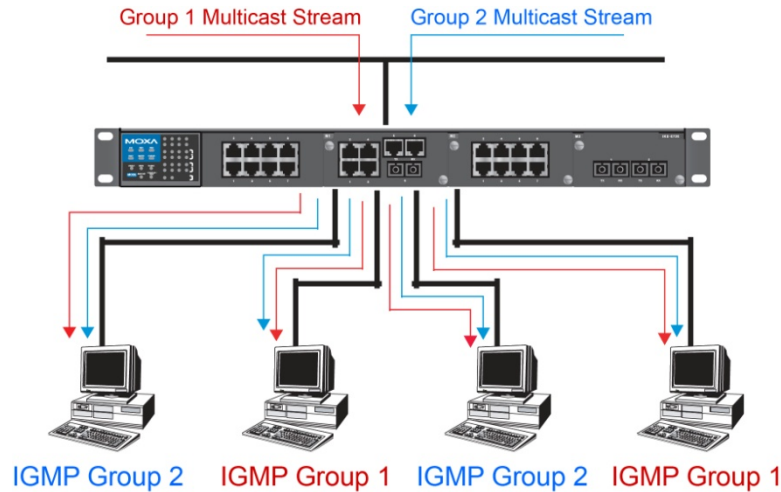 Group 1 Multicast Stream
Group 2 Multicast Stream
MOXA
IGMP Group 2
IGMP Group 1
IGMP Group 2
IGMP Group 1